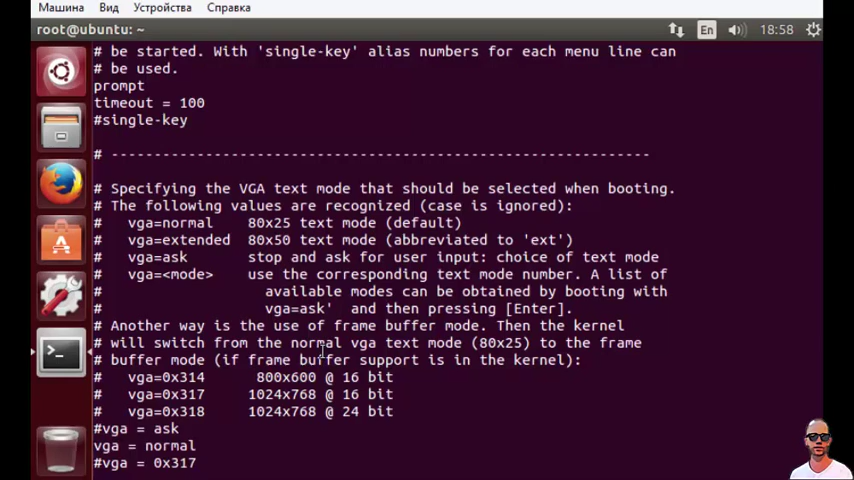 Машина Вид Устройства Справка
root@ubuntu: ~ En 18:58
# be started. With 'single-key' alias numbers for each menu line can
# be used.
prompt
timeout = 100
#single-key
# ---------------------------------------------------------------
# Specifying the VGA text mode that should be selected when booting.
# The following values are recognized (case is ignored):
#   vga=normal    80x25 text mode (default)
#   vga=extended  80x50 text mode (abbreviated to 'ext')
#   vga=ask       stop and ask for user input: choice of text mode
#   vga=<mode>    use the corresponding text mode number. A list of
#                   available modes can be obtained by booting with
#                   vga=ask'  and then pressing [Enter].
# Another way is the use of frame buffer mode. Then the kernel
# will switch from the normal vga text mode (80x25) to the frame
# buffer mode (if frame buffer support is in the kernel):
#   vga=0x314      800x600 @ 16 bit
#   vga=0x317     1024x768 @ 16 bit
#   vga=0x318     1024x768 @ 24 bit
#vga = ask
vga = normal
#vga = 0x317